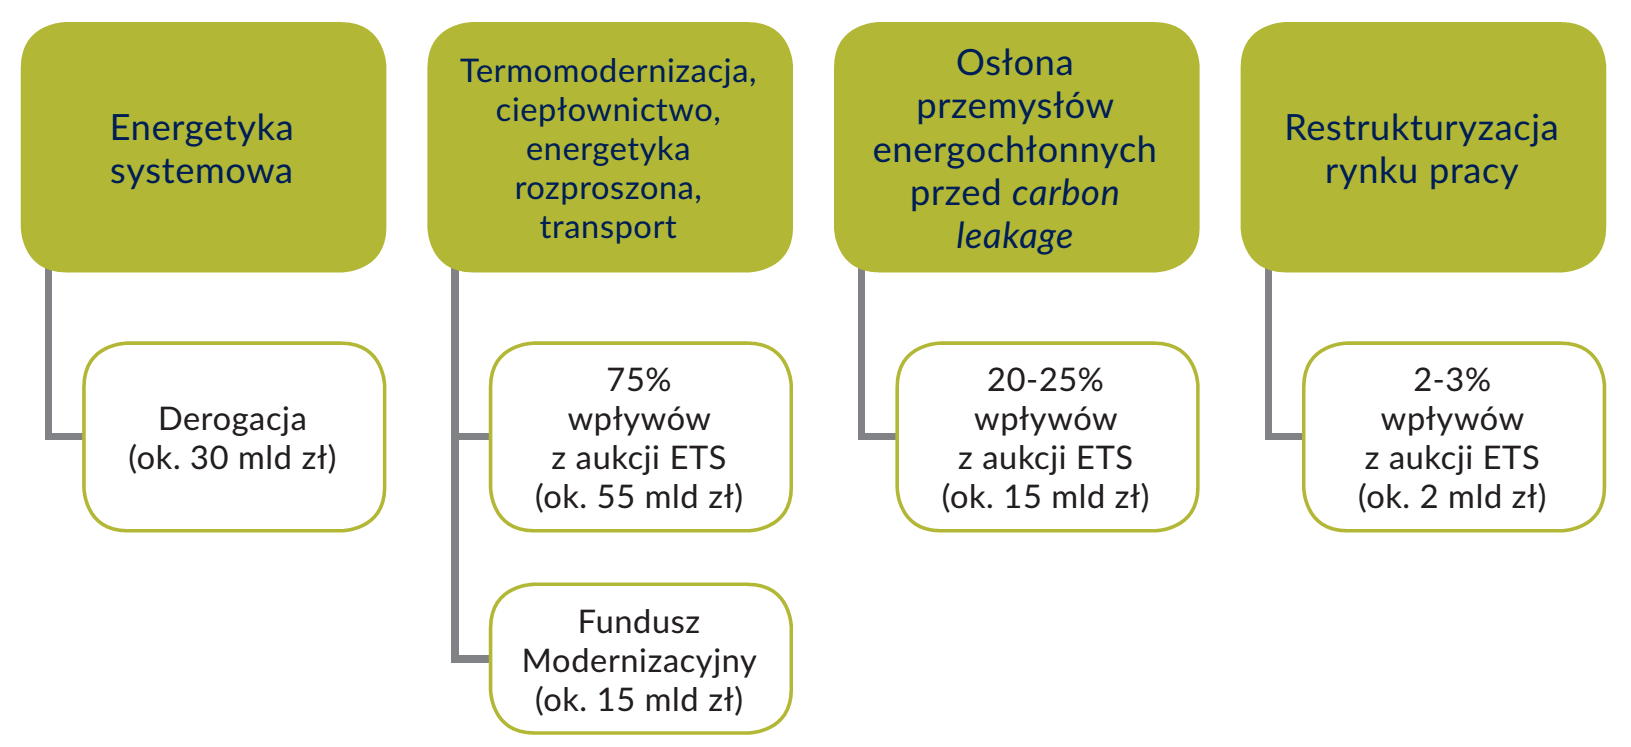 Energetyka
systemowa
Derogacja
(ok. 30 mld zł)
Termomodernizacja,
ciepłownictwo,
energetyka
rozproszona,
transport
75%
wpływów
z aukcji ETS
(ok. 55 mld zł)
Fundusz
Modernizacyjny
(ok. 15 mld zł)
Osłona
przemysłów
energochłonnych
przed carbon
leakage
20-25%
wpływów
z aukcji ETS
(ok. 15 mld zł)
Restrukturyzacja
rynku pracy
2-3%
wpływów
z aukcji ETS
(ok. 2 mld zł)